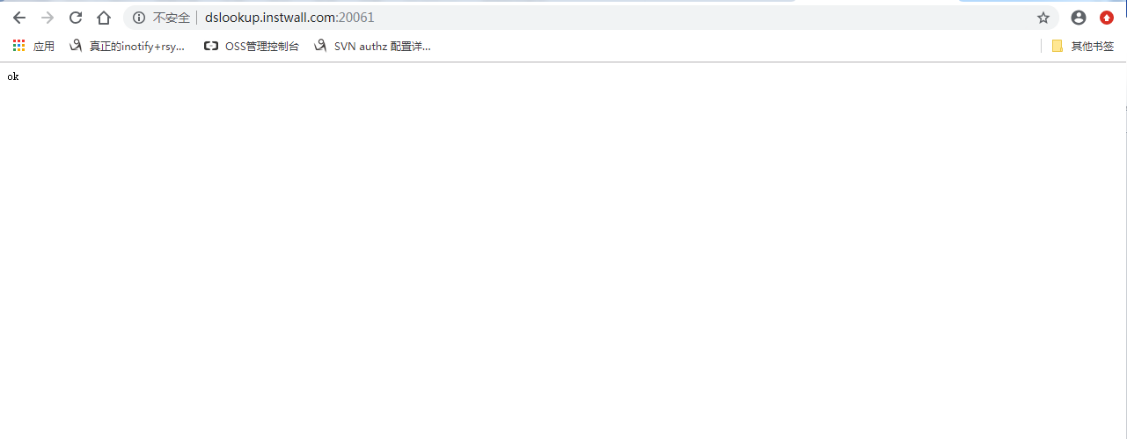 不安全 dslookup.instwall.com:20061
应用 真正的inotify+rsy... OSS管理控制台 SVN authz 配置详... 其他书签
ok